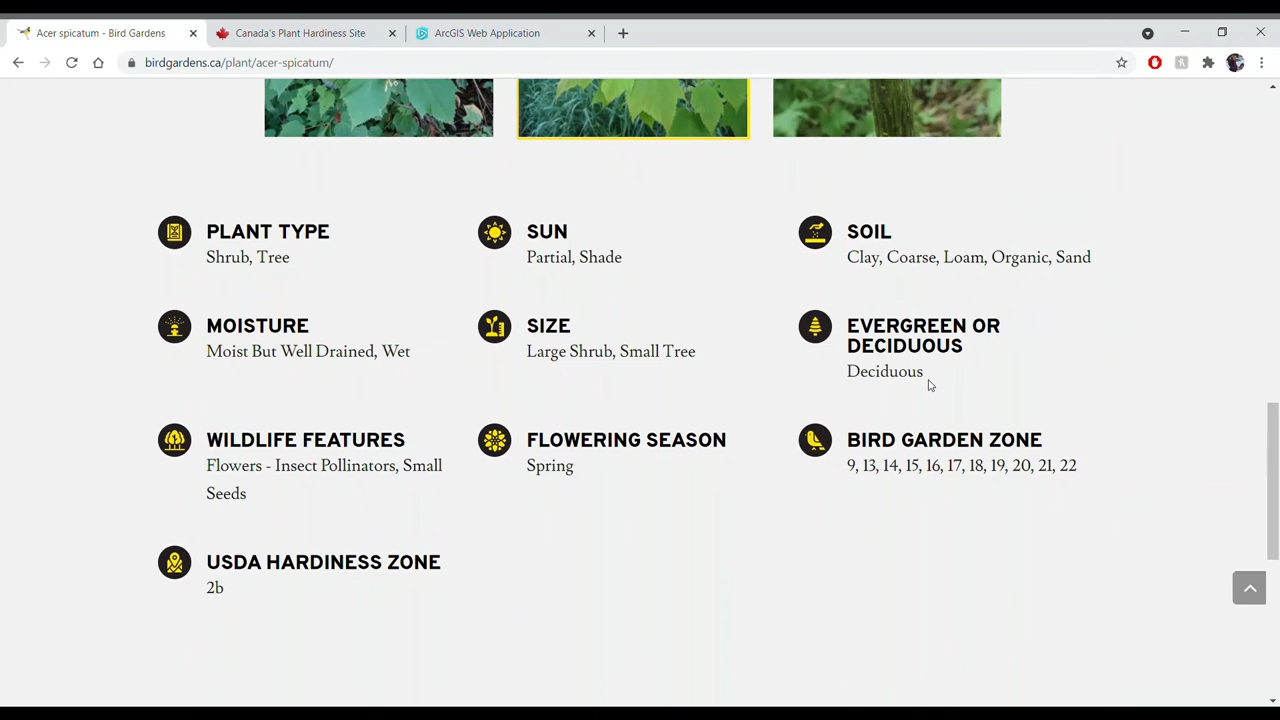 Acer spicatum - Bird Gardens
Canada's Plant Hardiness Site
ArcGIS Web Application
birdgardens.ca/plant/acer-spicatum/
PLANT TYPE
Shrub, Tree
SUN
Partial, Shade
SOIL
Clay, Coarse, Loam, Organic, Sand
MOISTURE
Moist But Well Drained, Wet
SIZE
Large Shrub, Small Tree
EVERGREEN OR
DECIDUOUS
Deciduous
WILDLIFE FEATURES
Flowers - Insect Pollinators, Small
Seeds
FLOWERING SEASON
Spring
BIRD GARDEN ZONE
9, 13, 14, 15, 16, 17, 18, 19, 20, 21, 22
USDA HARDINESS ZONE
2b